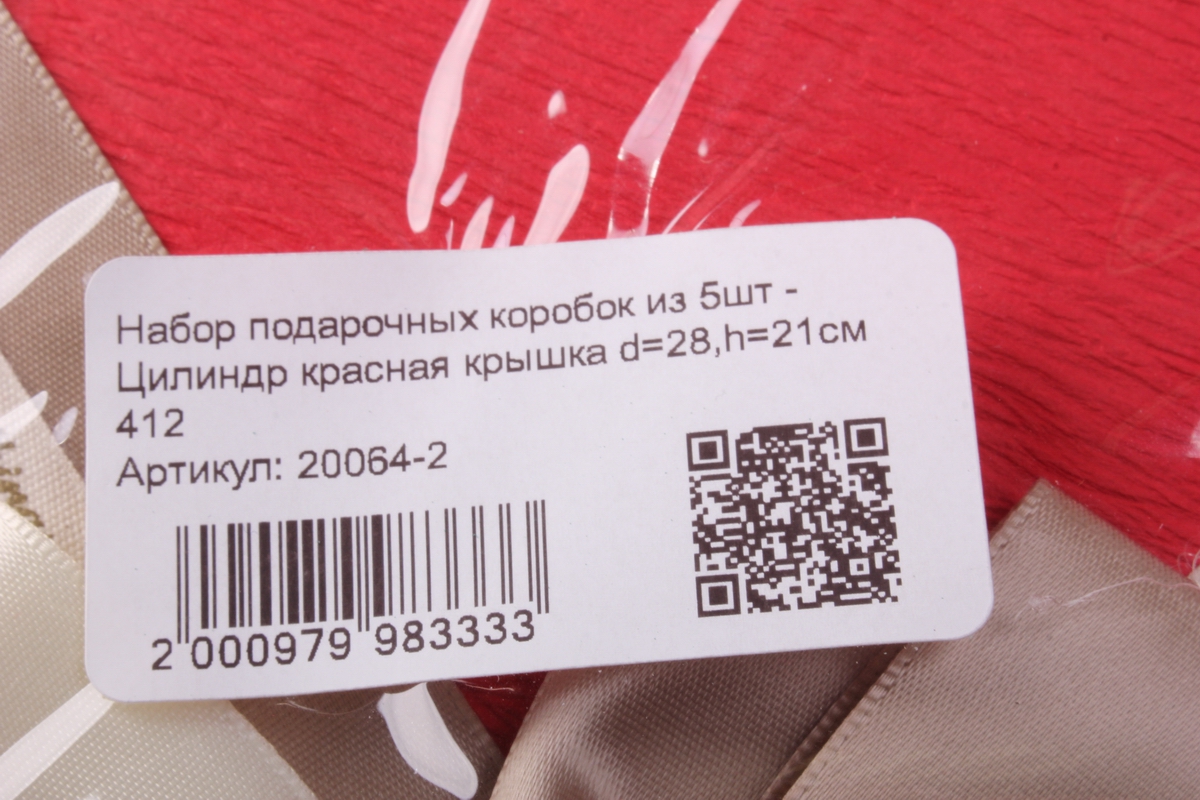 Набор подарочных коробок из 5шт -
Цилиндр красная крышка d=28,h=21см
412
Артикул: 20064-2
2 000979 983333